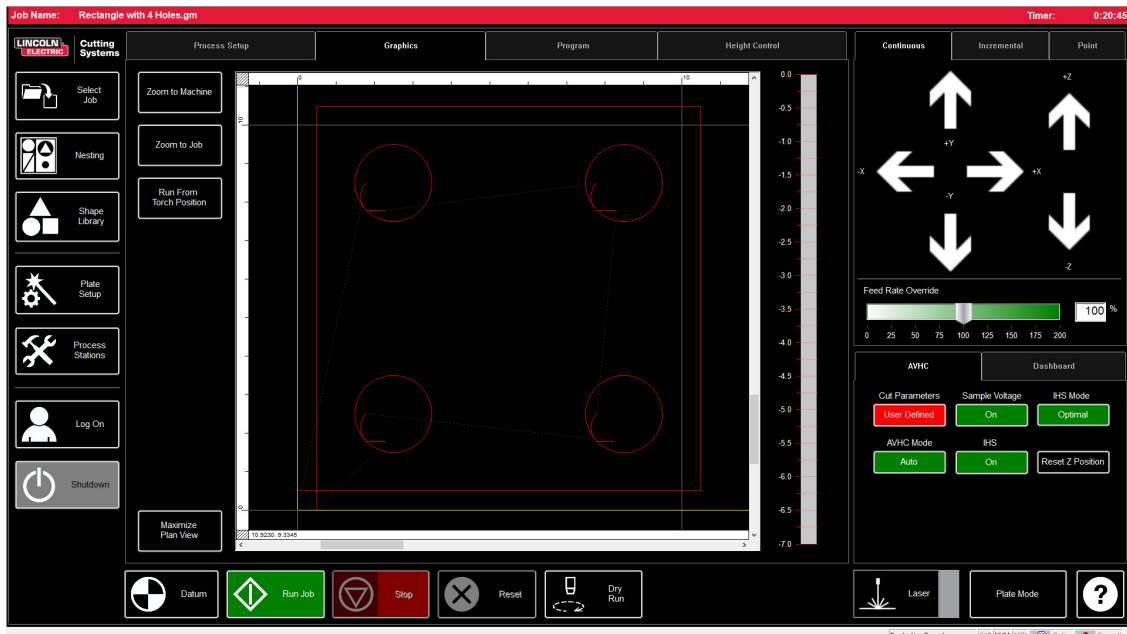 Job Name: Rectangle with 4 Holes.gm Timer: 0:20:45
LINCOLN ELECTRIC Cutting Systems
Select Job
Nesting
Shape Library
Plate Setup
Process Stations
Log On
Shutdown
Process Setup Graphics Program Height Control
Zoom to Machine
Zoom to Job
Run From Torch Position
Maximize Plan View
0 10
10
0
10.9230, 9.3345
0.0
-0.5
-1.0
-1.5
-2.0
-2.5
-3.0
-3.5
-4.0
-4.5
-5.0
-5.5
-6.0
-6.5
-7.0
Continuous Incremental Point
+Y
-X +X
-Y
+Z
-Z
Feed Rate Override
100 %
0 25 50 75 100 125 150 175 200
AVHC Dashboard
Cut Parameters Sample Voltage IHS Mode
User Defined On Optimal
AVHC Mode IHS
Auto On Reset Z Position
Datum Run Job Stop Reset Dry Run
Laser Plate Mode ?